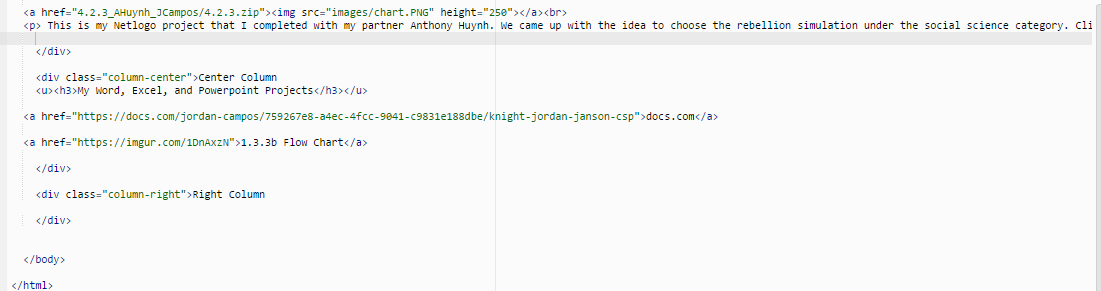 <a href="4.2.3_AHuynh_JCampos/4.2.3.zip"><img src="images/chart.PNG" height="250"></a><br>
<p> This is my Netlogo project that I completed with my partner Anthony Huynh. We came up with the idea to choose the rebellion simulation under the social science category. Cli
</div>
<div class="column-center">Center Column
<u><h3>My Word, Excel, and Powerpoint Projects</h3></u>
<a href="https://docs.com/jordan-campos/759267e8-a4ec-4fcc-9041-c9831e188dbe/knight-jordan-janson-csp">docs.com</a>
<a href="https://imgur.com/1DnAxzN">1.3.3b Flow Chart</a>
</div>
<div class="column-right">Right Column
</div>
</body>
</html>